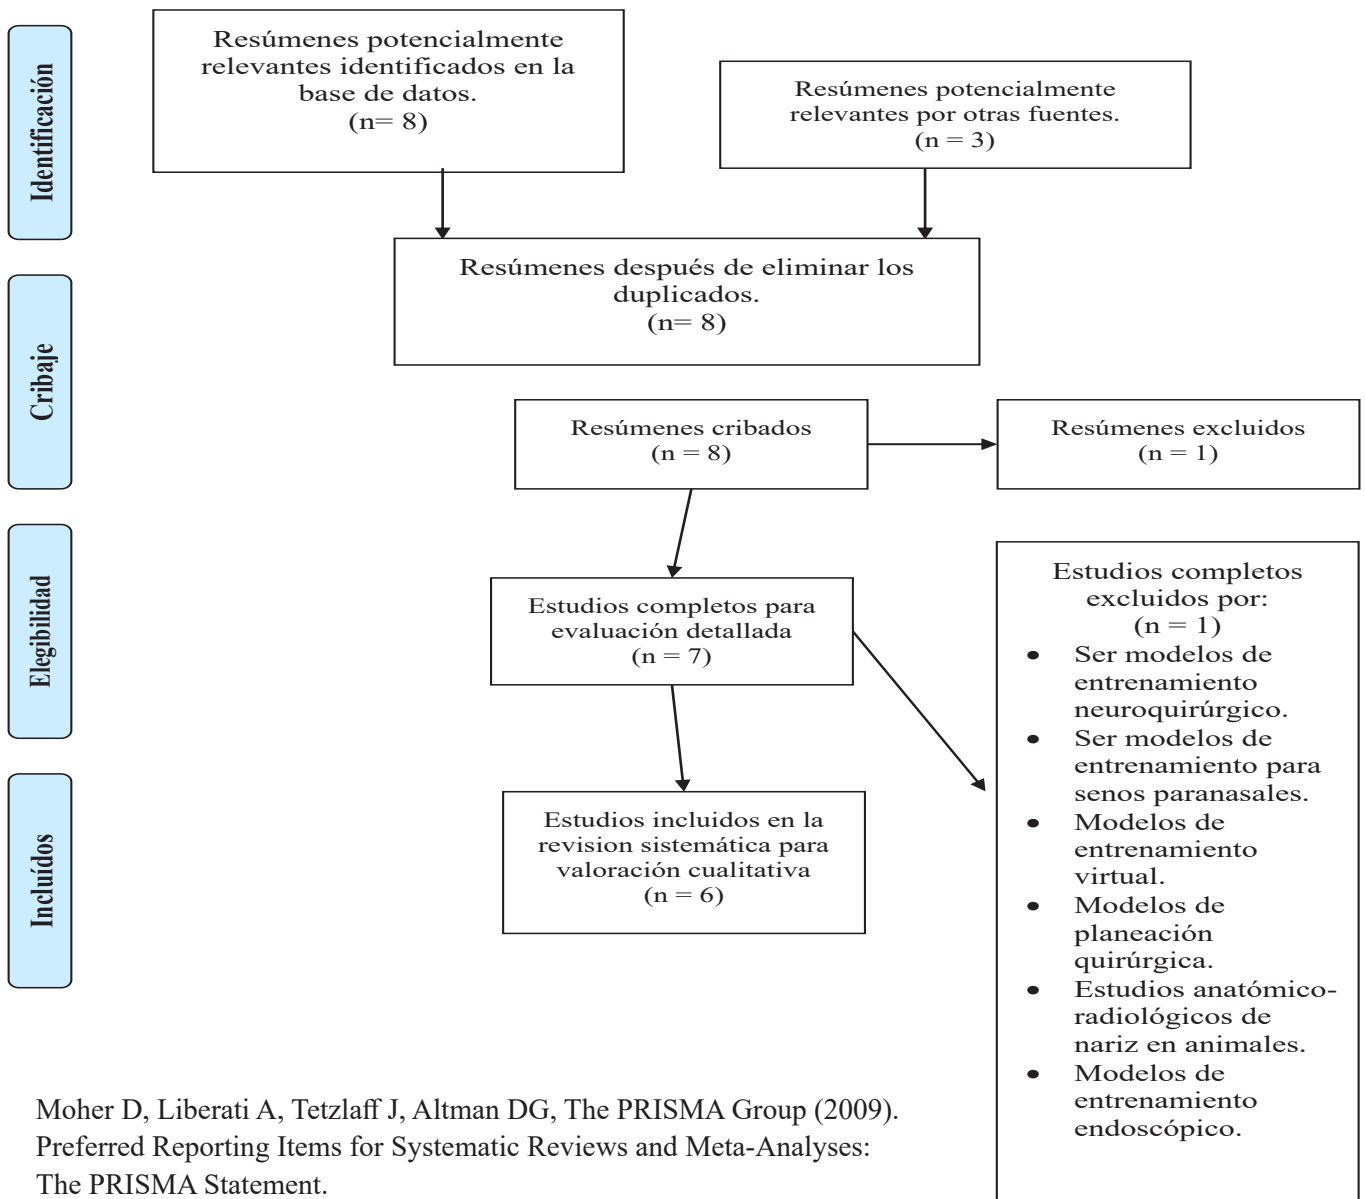 Identificación
Resúmenes potencialmente
relevantes identificados en la
base de datos.
(n= 8)
Resúmenes potencialmente
relevantes por otras fuentes.
(n = 3)
Resúmenes después de eliminar los
duplicados.
(n= 8)
Cribaje
Resúmenes cribados
(n = 8)
Resúmenes excluidos
(n = 1)
Elegibilidad
Estudios completos para
evaluación detallada
(n = 7)
Estudios completos
excluidos por:
(n = 1)
• Ser modelos de
entrenamiento
neuroquirúrgico.
• Ser modelos de
entrenamiento para
senos paranasales.
• Modelos de
entrenamiento
virtual.
• Modelos de
planeación
quirúrgica.
• Estudios anatómico-
radiológicos de
nariz en animales.
• Modelos de
entrenamiento
endoscópico.
Incluídos
Estudios incluidos en la
revision sistemática para
valoración cualitativa
(n = 6)
Moher D, Liberati A, Tetzlaff J, Altman DG, The PRISMA Group (2009).
Preferred Reporting Items for Systematic Reviews and Meta-Analyses:
The PRISMA Statement.